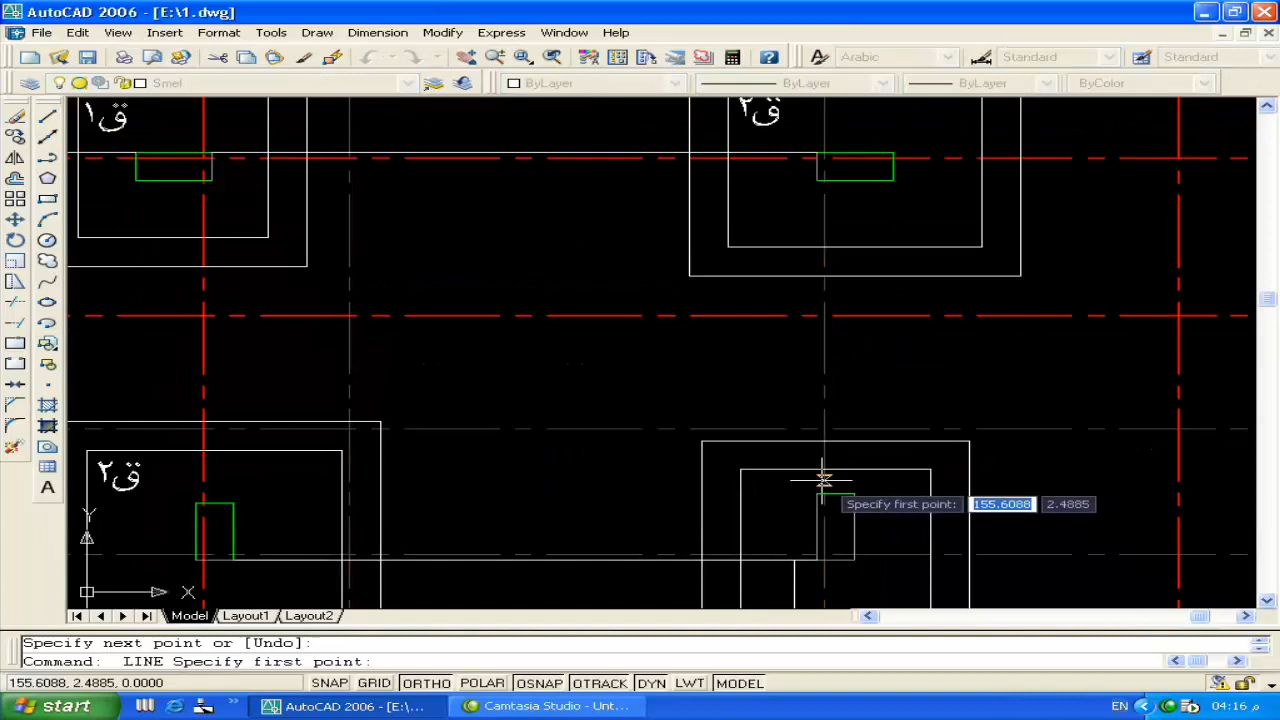 AutoCAD 2006 - [E:\1.dwg]
File Edit View Insert Format Tools Draw Dimension Modify Express Window Help
Arabic Standard Standard
Smel ByLayer ByLayer ByLayer ByColor
ق١ ق٢
ق٢
Specify first point: 155.6088 2.4885
Y
X
Model Layout1 Layout2
Specify next point or [Undo]:
Command: LINE Specify first point:
155.6088, 2.4885, 0.0000 SNAP GRID ORTHO POLAR OSNAP OTRACK DYN LWT MODEL
start AutoCAD 2006 - [E:\... Camtasia Studio - Unt... EN 04:16 م